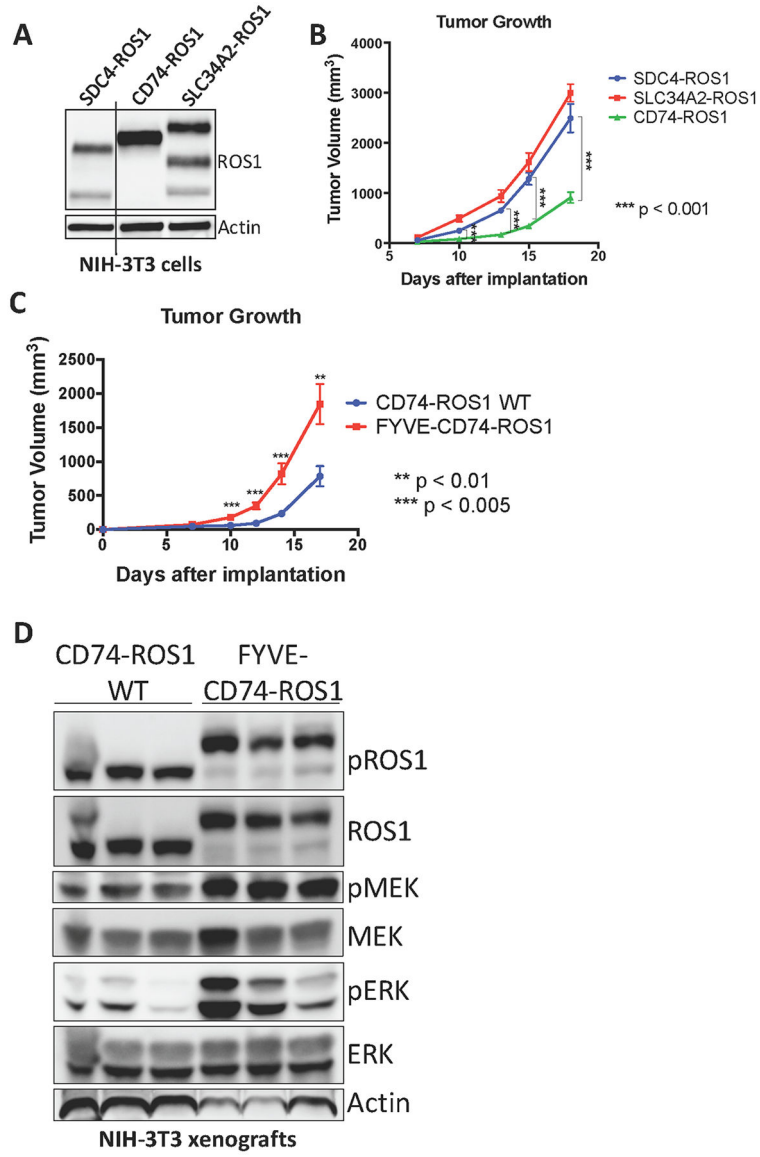 A
SDC4-ROS1
CD74-ROS1
SLC34A2-ROS1
ROS1
Actin
NIH-3T3 cells
B
Tumor Growth
Tumor Volume (mm3)
4000
3000
2000
1000
0
5
10
15
20
Days after implantation
SDC4-ROS1
SLC34A2-ROS1
CD74-ROS1
***
***
***
***
*** p < 0.001
C
Tumor Growth
Tumor Volume (mm3)
2500
2000
1500
1000
500
0
0
5
10
15
20
Days after implantation
***
***
***
**
CD74-ROS1 WT
FYVE-CD74-ROS1
** p < 0.01
*** p < 0.005
D
CD74-ROS1
WT
FYVE-
CD74-ROS1
pROS1
ROS1
pMEK
MEK
pERK
ERK
Actin
NIH-3T3 xenografts